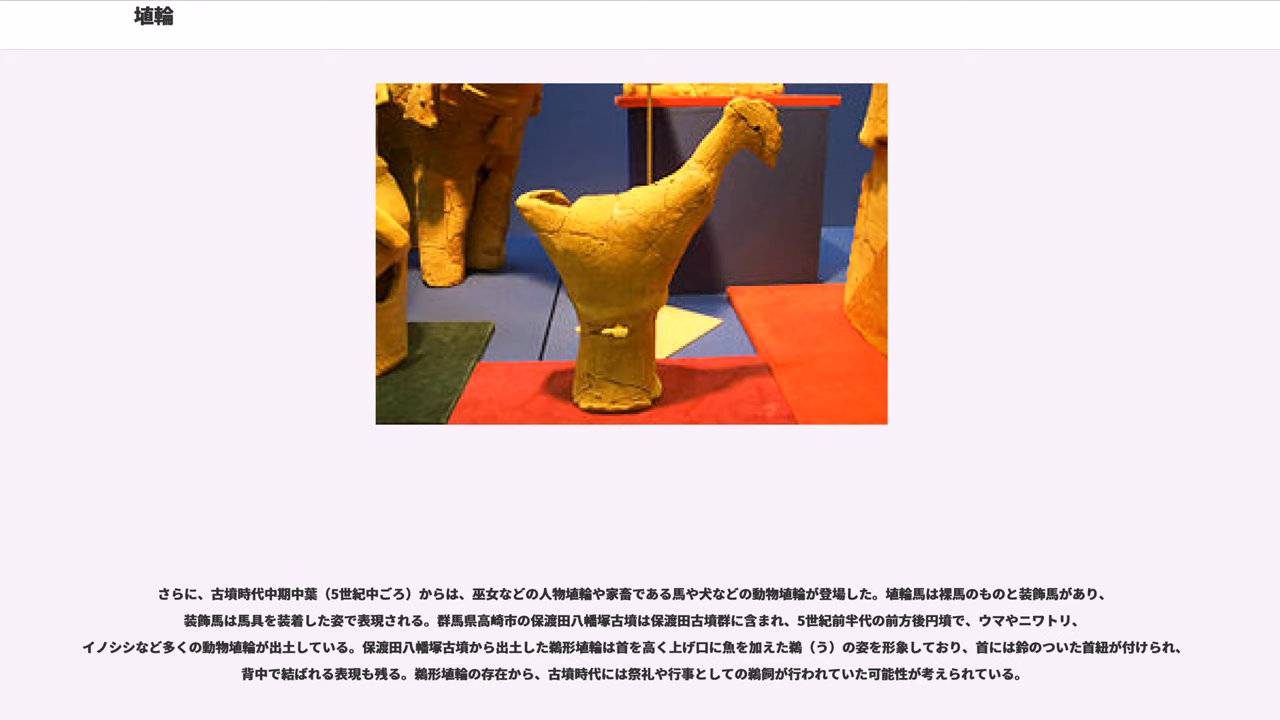 埴輪
さらに、古墳時代中期中葉（5世紀中ごろ）からは、巫女などの人物埴輪や家畜である馬や犬などの動物埴輪が登場した。埴輪馬は裸馬のものと装飾馬があり、
装飾馬は馬具を装着した姿で表現される。群馬県高崎市の保渡田八幡塚古墳は保渡田古墳群に含まれ、5世紀前半代の前方後円墳で、ウマやニワトリ、
イノシシなど多くの動物埴輪が出土している。保渡田八幡塚古墳から出土した鵜形埴輪は首を高く上げ口に魚を加えた鵜（う）の姿を形象しており、首には鈴のついた首紐が付けられ、
背中で結ばれる表現も残る。鵜形埴輪の存在から、古墳時代には祭礼や行事としての鵜飼が行われていた可能性が考えられている。